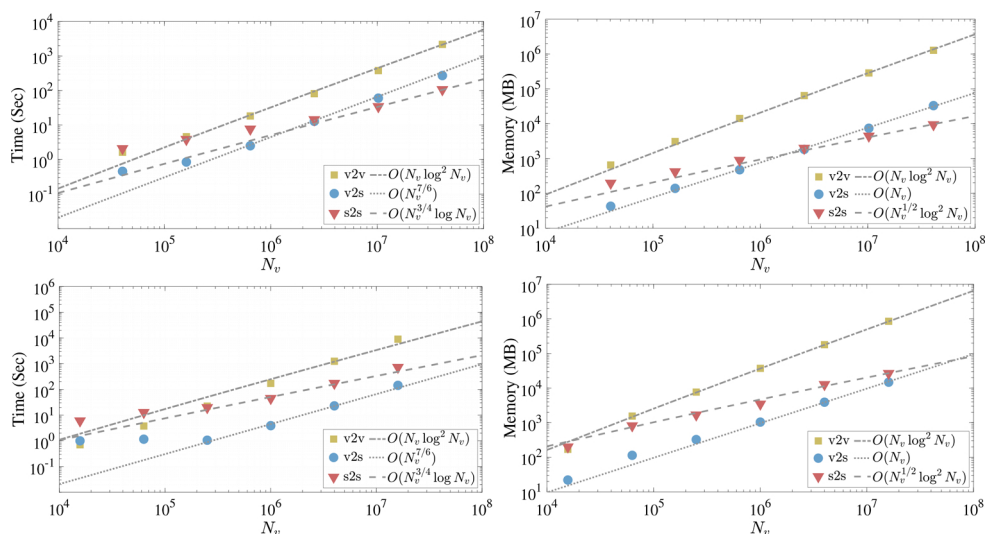 Time (Sec)
10^6
10^5
10^4
10^3
10^2
10^1
10^0
10^-1
v2v O(N_v log^2 N_v)
v2s O(N_v^{7/6})
s2s O(N_v^{3/4} log N_v)
10^4 10^5 10^6 10^7 10^8
N_v
Memory (MB)
10^7
10^6
10^5
10^4
10^3
10^2
10^1
v2v O(N_v log^2 N_v)
v2s O(N_v)
s2s O(N_v^{1/2} log^2 N_v)
10^4 10^5 10^6 10^7 10^8
N_v
Time (Sec)
10^6
10^5
10^4
10^3
10^2
10^1
10^0
10^-1
v2v O(N_v log^2 N_v)
v2s O(N_v^{7/6})
s2s O(N_v^{3/4} log N_v)
10^4 10^5 10^6 10^7 10^8
N_v
Memory (MB)
10^7
10^6
10^5
10^4
10^3
10^2
10^1
v2v O(N_v log^2 N_v)
v2s O(N_v)
s2s O(N_v^{1/2} log^2 N_v)
10^4 10^5 10^6 10^7 10^8
N_v